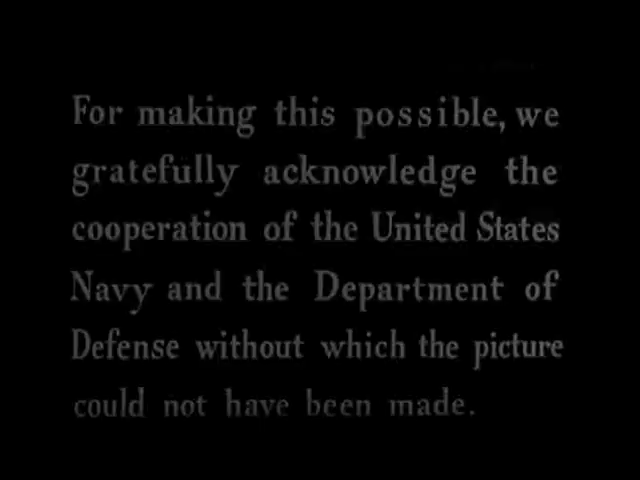 For making this possible, we
gratefully acknowledge the
cooperation of the United States
Navy and the Department of
Defense without which the picture
could not have been made.